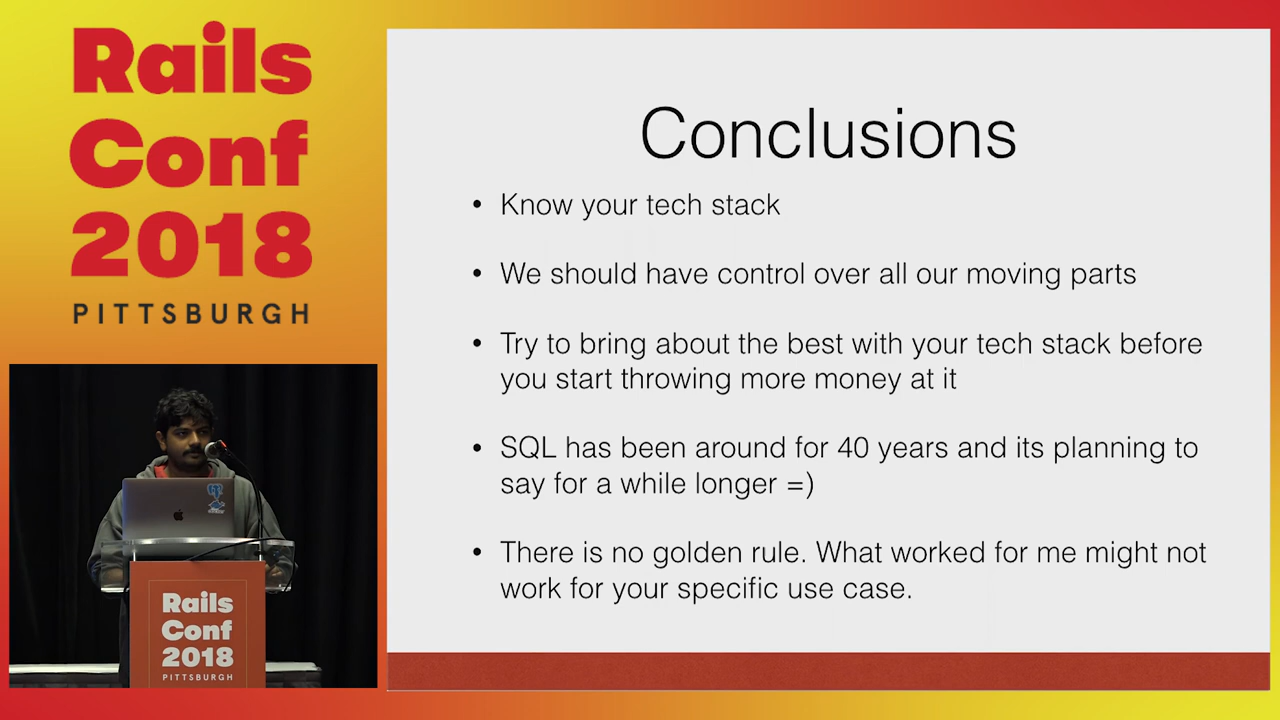 Rails
Conf
2018
PITTSBURGH
Conclusions
• Know your tech stack
• We should have control over all our moving parts
• Try to bring about the best with your tech stack before
you start throwing more money at it
• SQL has been around for 40 years and its planning to
say for a while longer =)
• There is no golden rule. What worked for me might not
work for your specific use case.
Rails
Conf
2018
PITTSBURGH